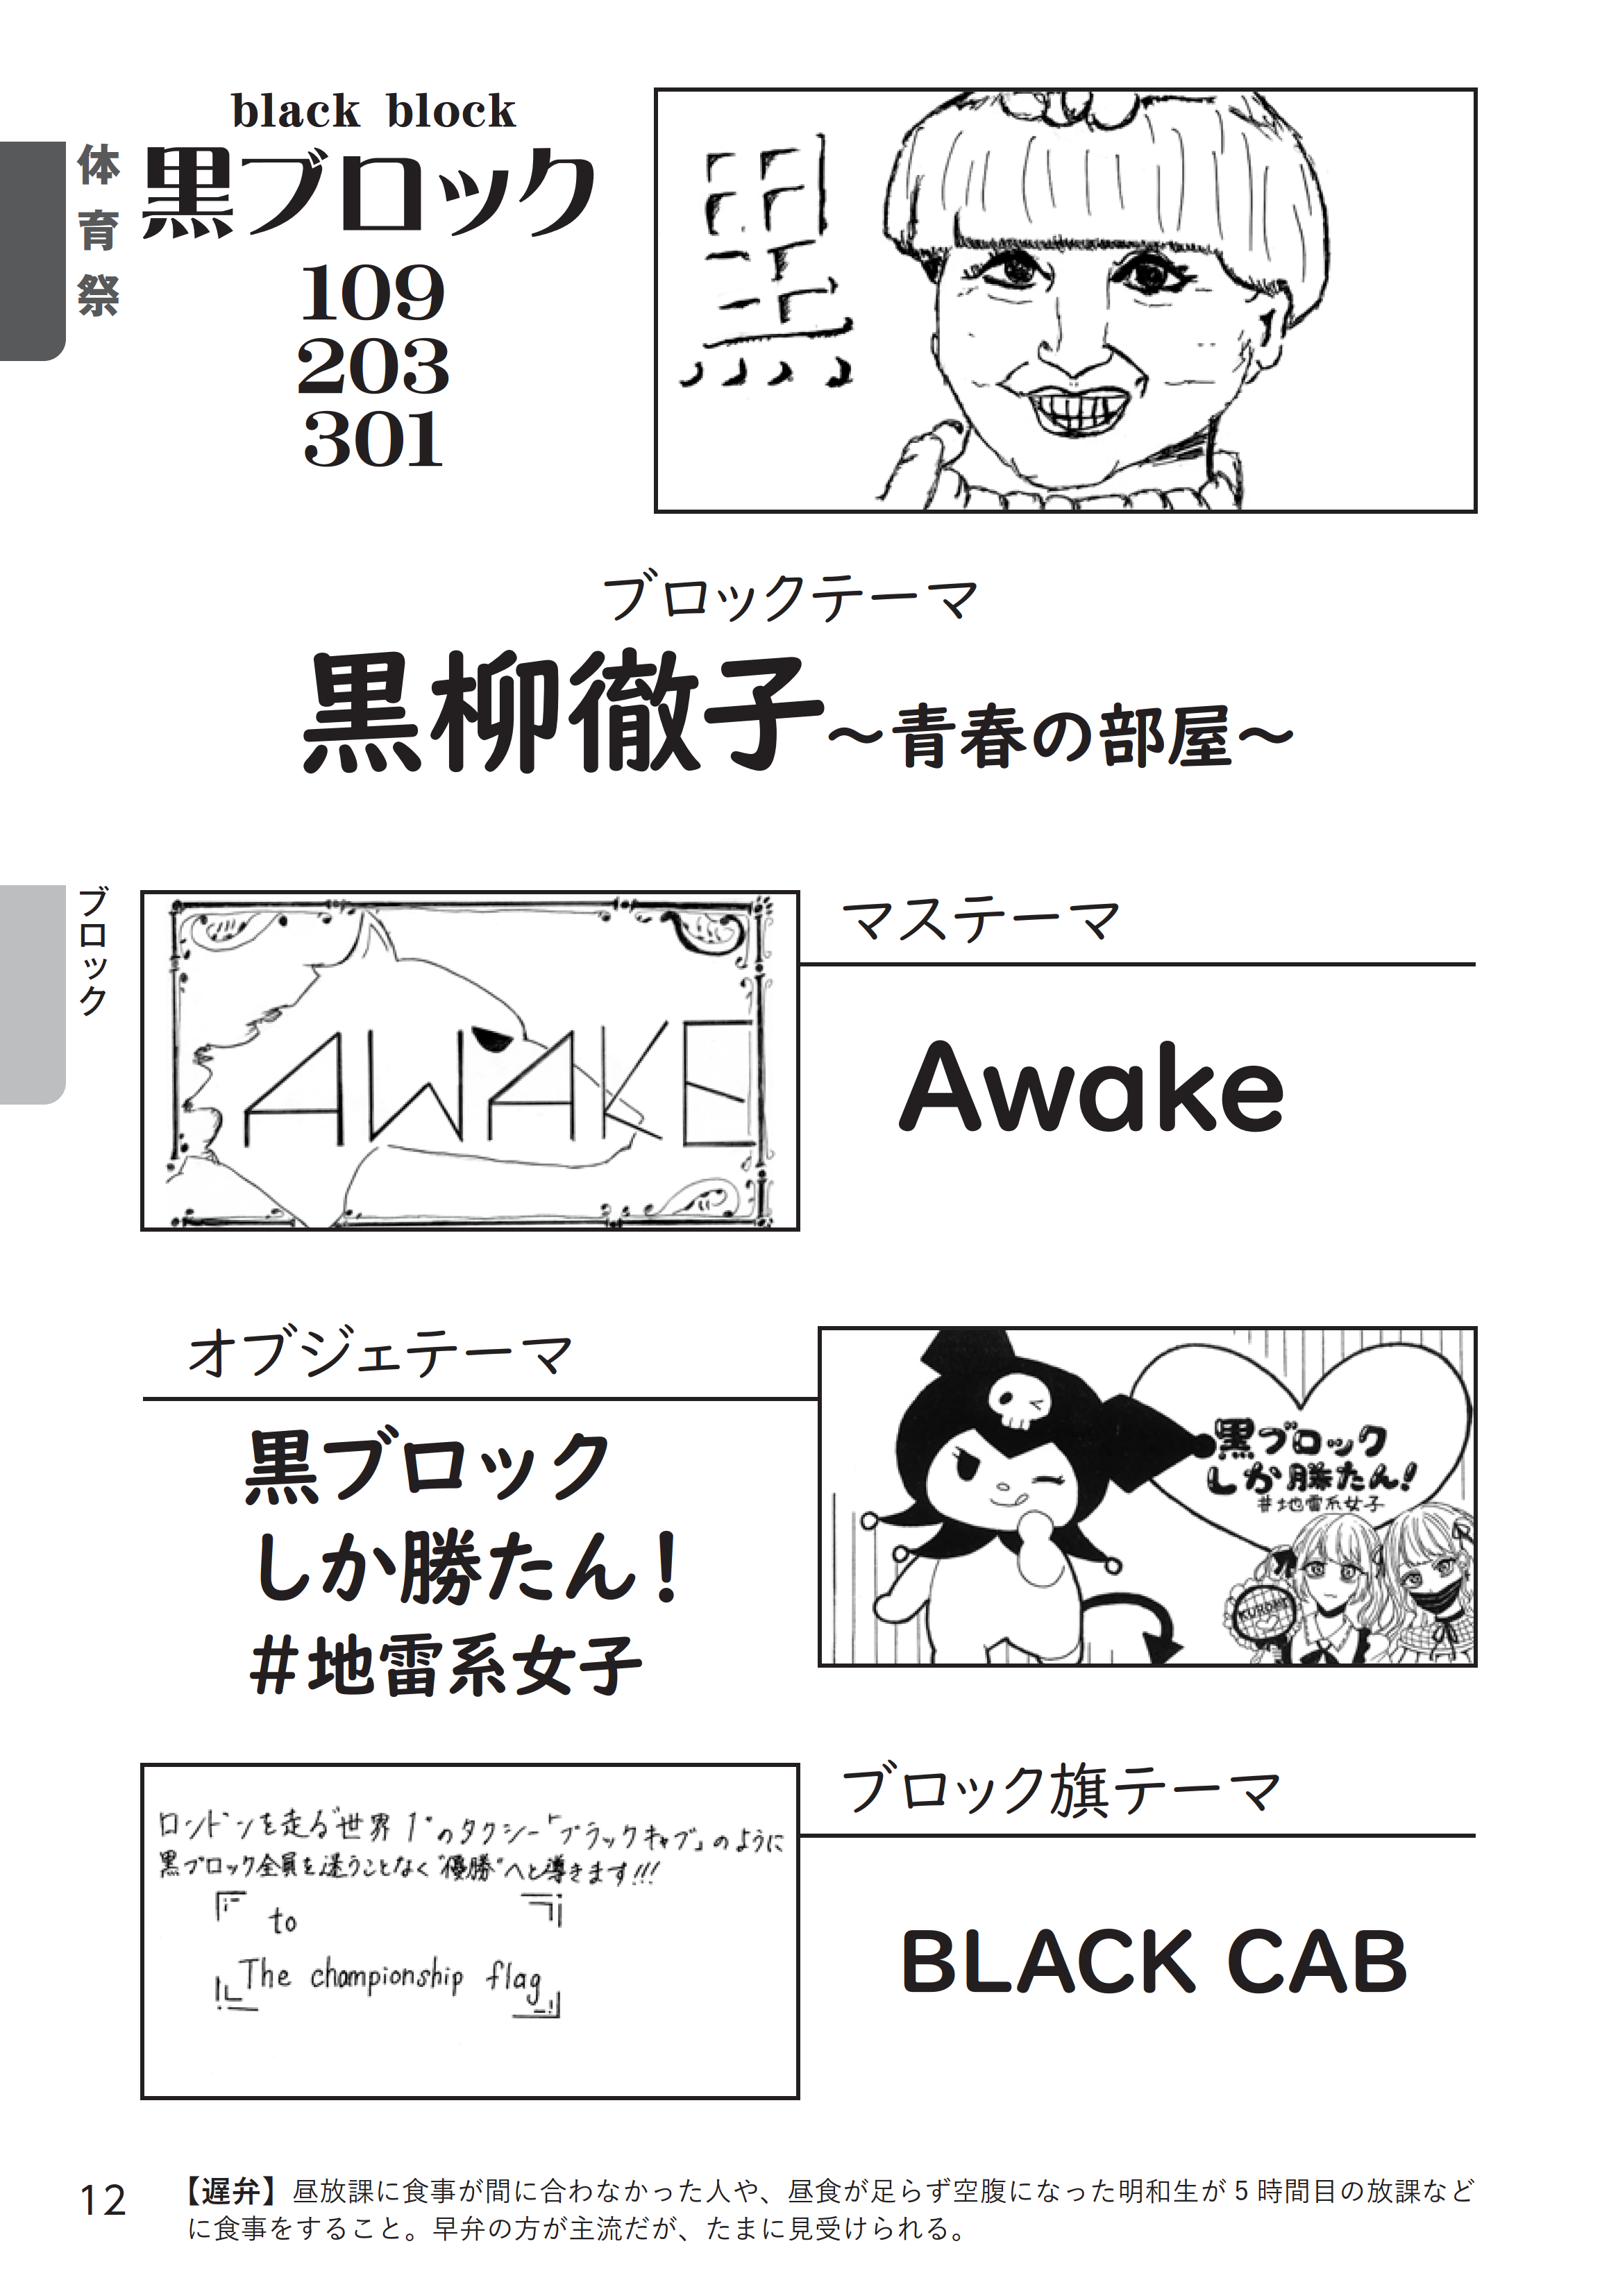 体育祭
black block
黒ブロック
109
203
301
黒
ブロックテーマ
黒柳徹子～青春の部屋～
ブロック
AWAKE
マステーマ
Awake
オブジェテーマ
黒ブロック
しか勝たん！
＃地雷系女子
黒ブロック
しか勝たん!
#地雷系女子
KUROMI
ロンドンを走る"世界1"のタクシー「ブラックキャブ」のように
黒ブロック全員を迷うことなく"優勝"へと導きます!!!
to
The championship flag
ブロック旗テーマ
BLACK CAB
12
【遅弁】昼放課に食事が間に合わなかった人や、昼食が足らず空腹になった明和生が5時間目の放課など
に食事をすること。早弁の方が主流だが、たまに見受けられる。